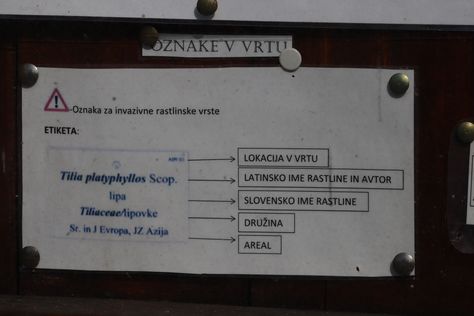 OZNAKE V VRTU
! -Oznaka za invazivne rastlinske vrste
ETIKETA:
Tilia platyphyllos Scop.
lipa
Tiliaceae/lipovke
Sr. in J Evropa, JZ Azija
LOKACIJA V VRTU
LATINSKO IME RASTLINE IN AVTOR
SLOVENSKO IME RASTLINE
DRUŽINA
AREAL